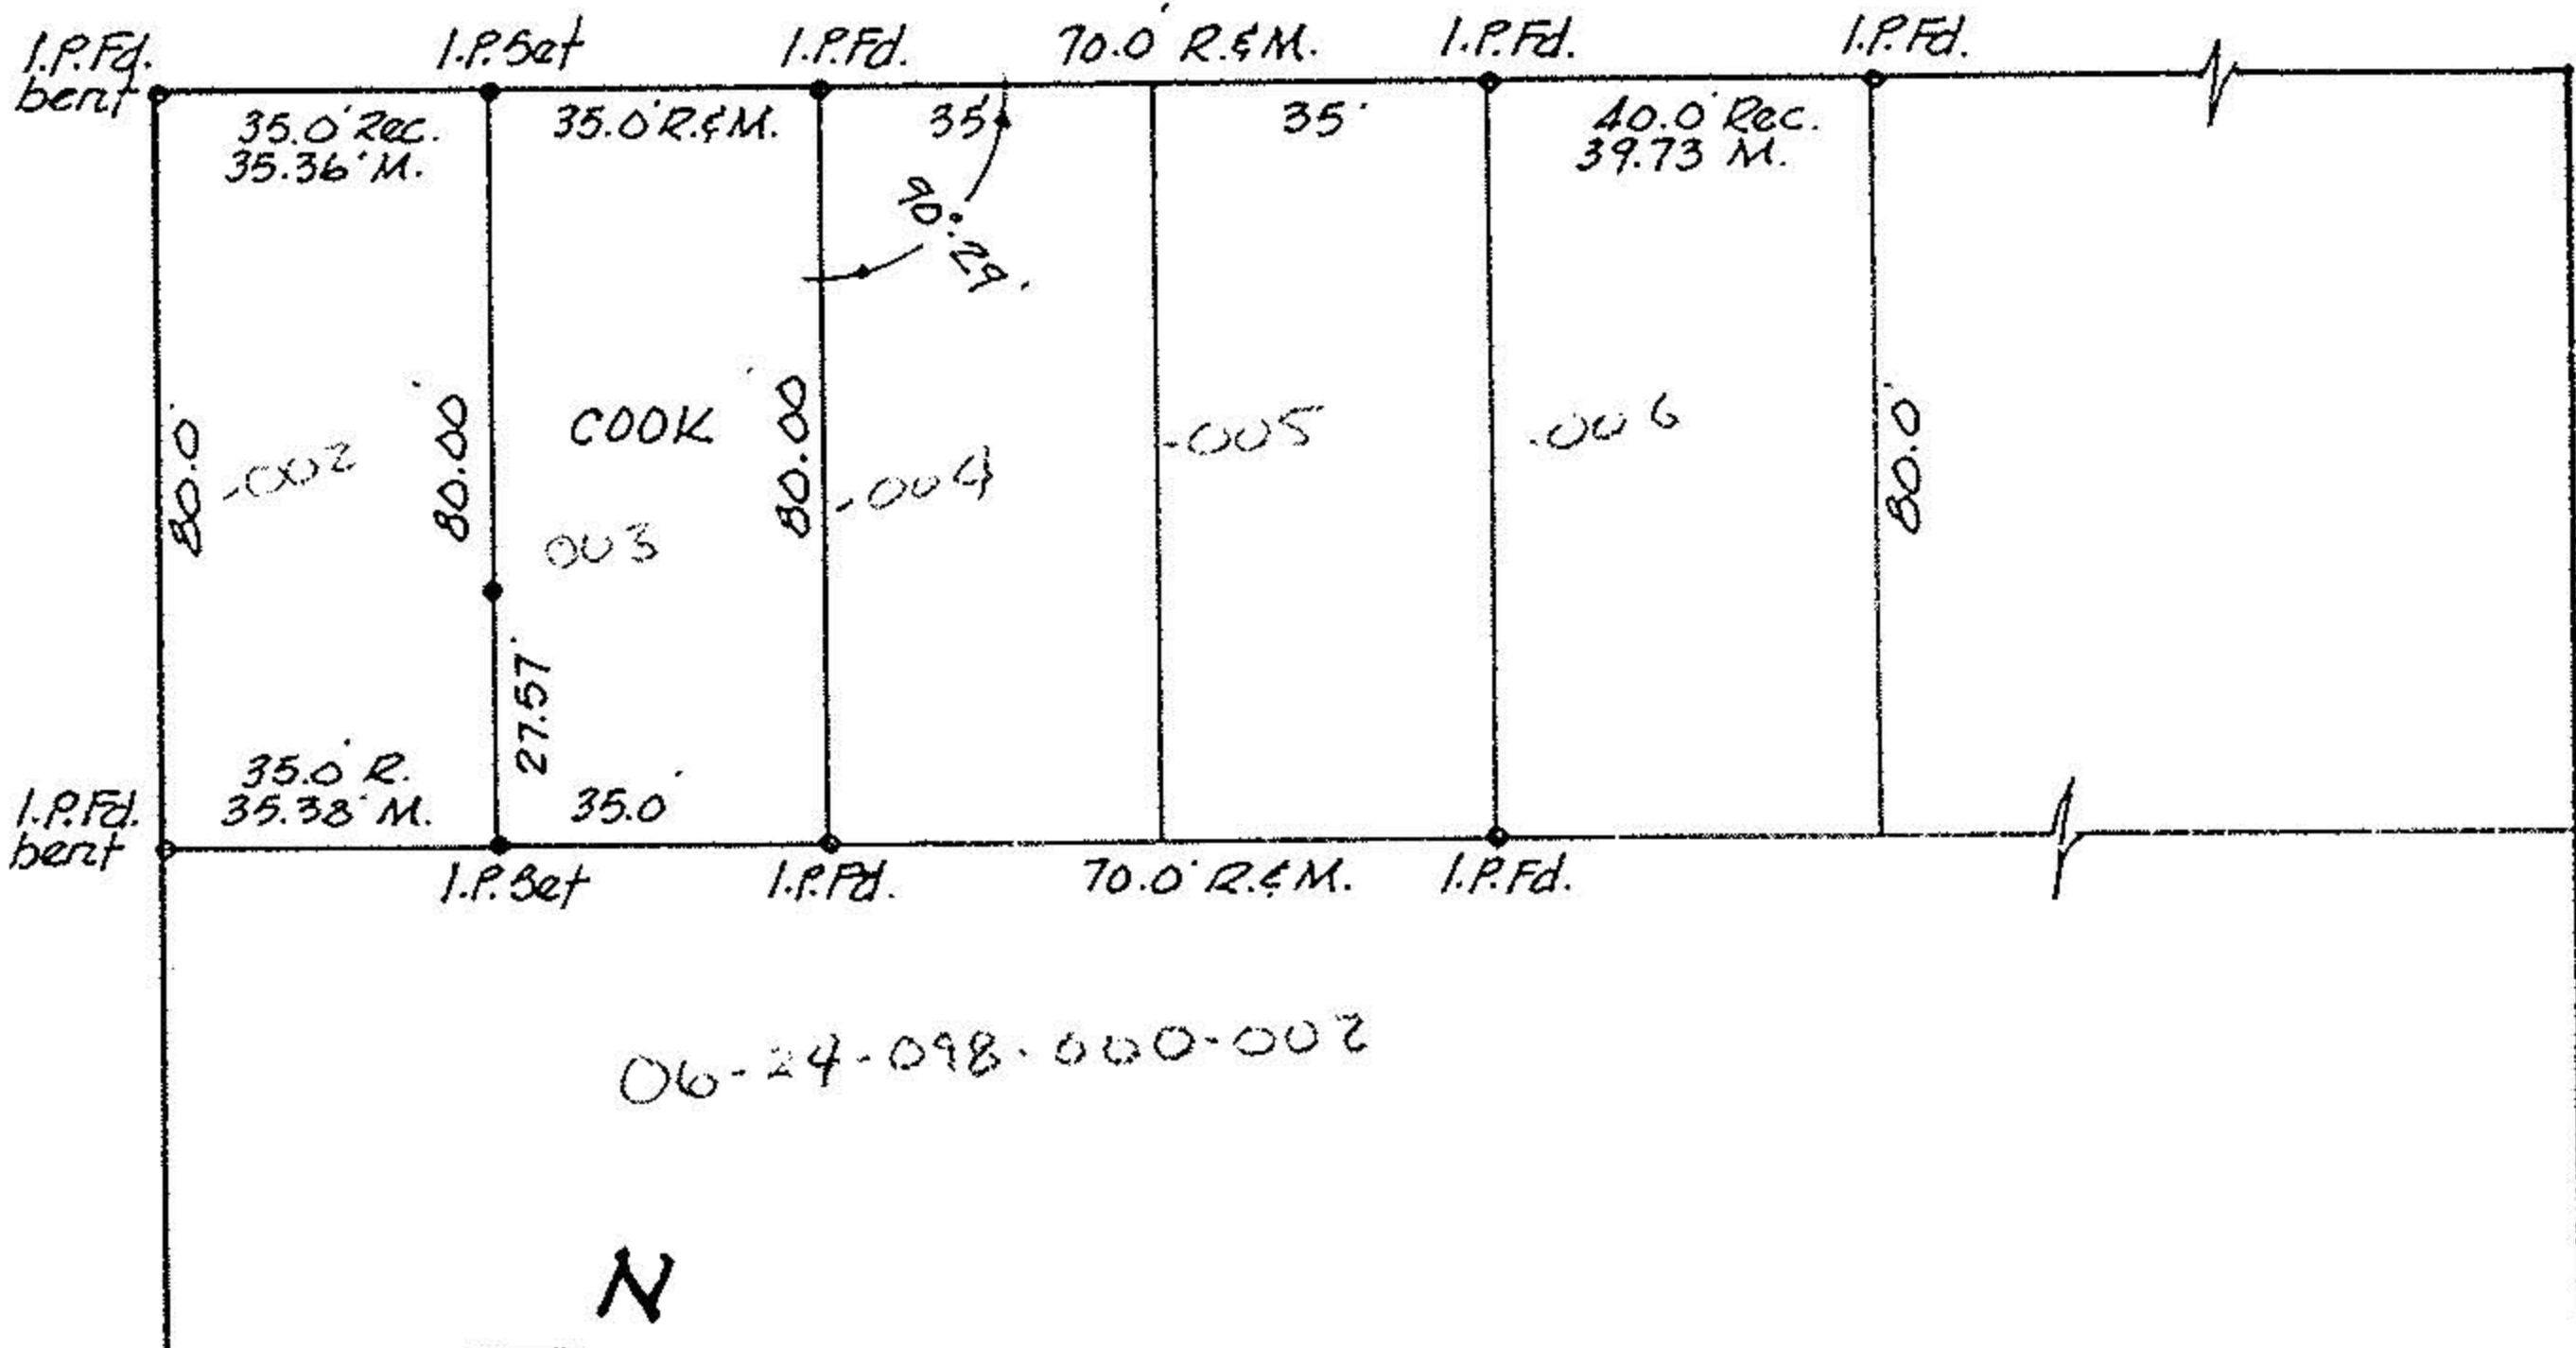 I.P.Fd.
bent
I.P.Set
I.P.Fd.
70.0' R.&M.
I.P.Fd.
I.P.Fd.
35.0' Rec.
35.36' M.
35.0' R.&M.
35'
35'
40.0' Rec.
39.73 M.
90°29'
80.0'
-002
80.00'
COOK
003
80.00'
-004
-005
-006
80.0'
27.57'
35.0' R.
35.38' M.
35.0'
I.P.Fd.
bent
I.P.Set
I.P.Fd.
70.0' R.&M.
I.P.Fd.
06-24-098-000-002
N